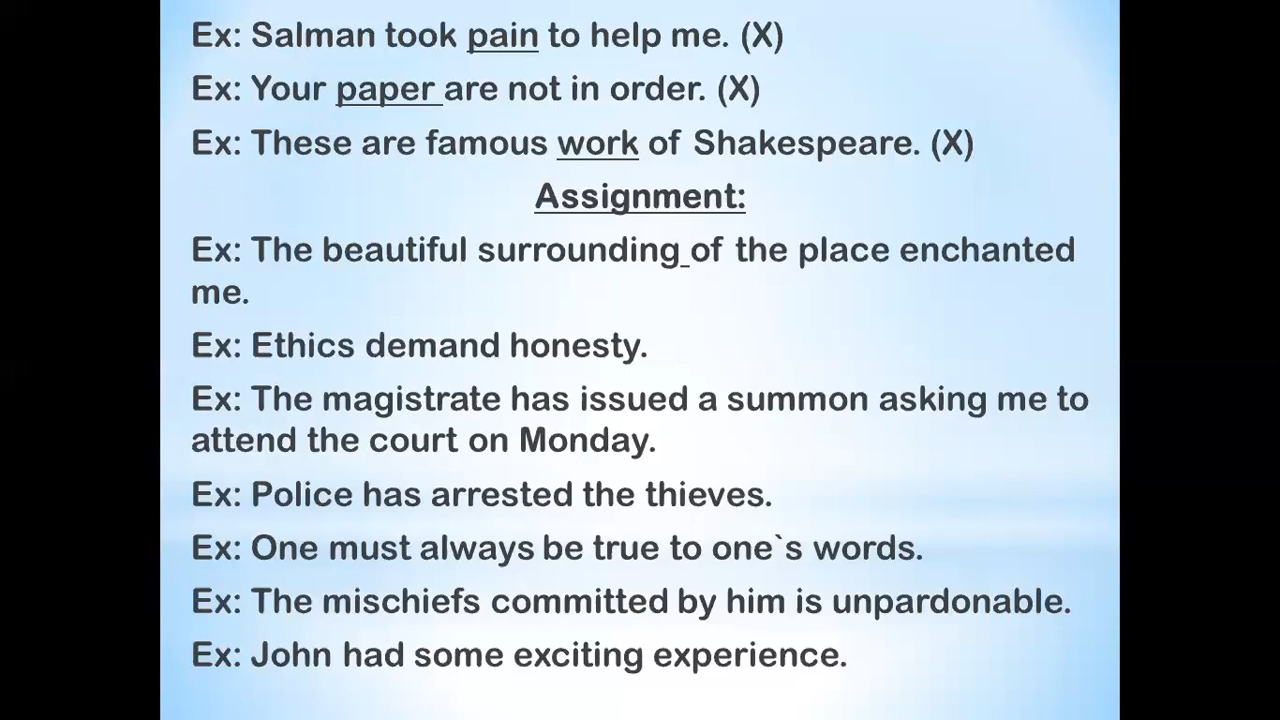 Ex: Salman took pain to help me. (X)
Ex: Your paper are not in order. (X)
Ex: These are famous work of Shakespeare. (X)
Assignment:
Ex: The beautiful surrounding of the place enchanted
me.
Ex: Ethics demand honesty.
Ex: The magistrate has issued a summon asking me to
attend the court on Monday.
Ex: Police has arrested the thieves.
Ex: One must always be true to one`s words.
Ex: The mischiefs committed by him is unpardonable.
Ex: John had some exciting experience.